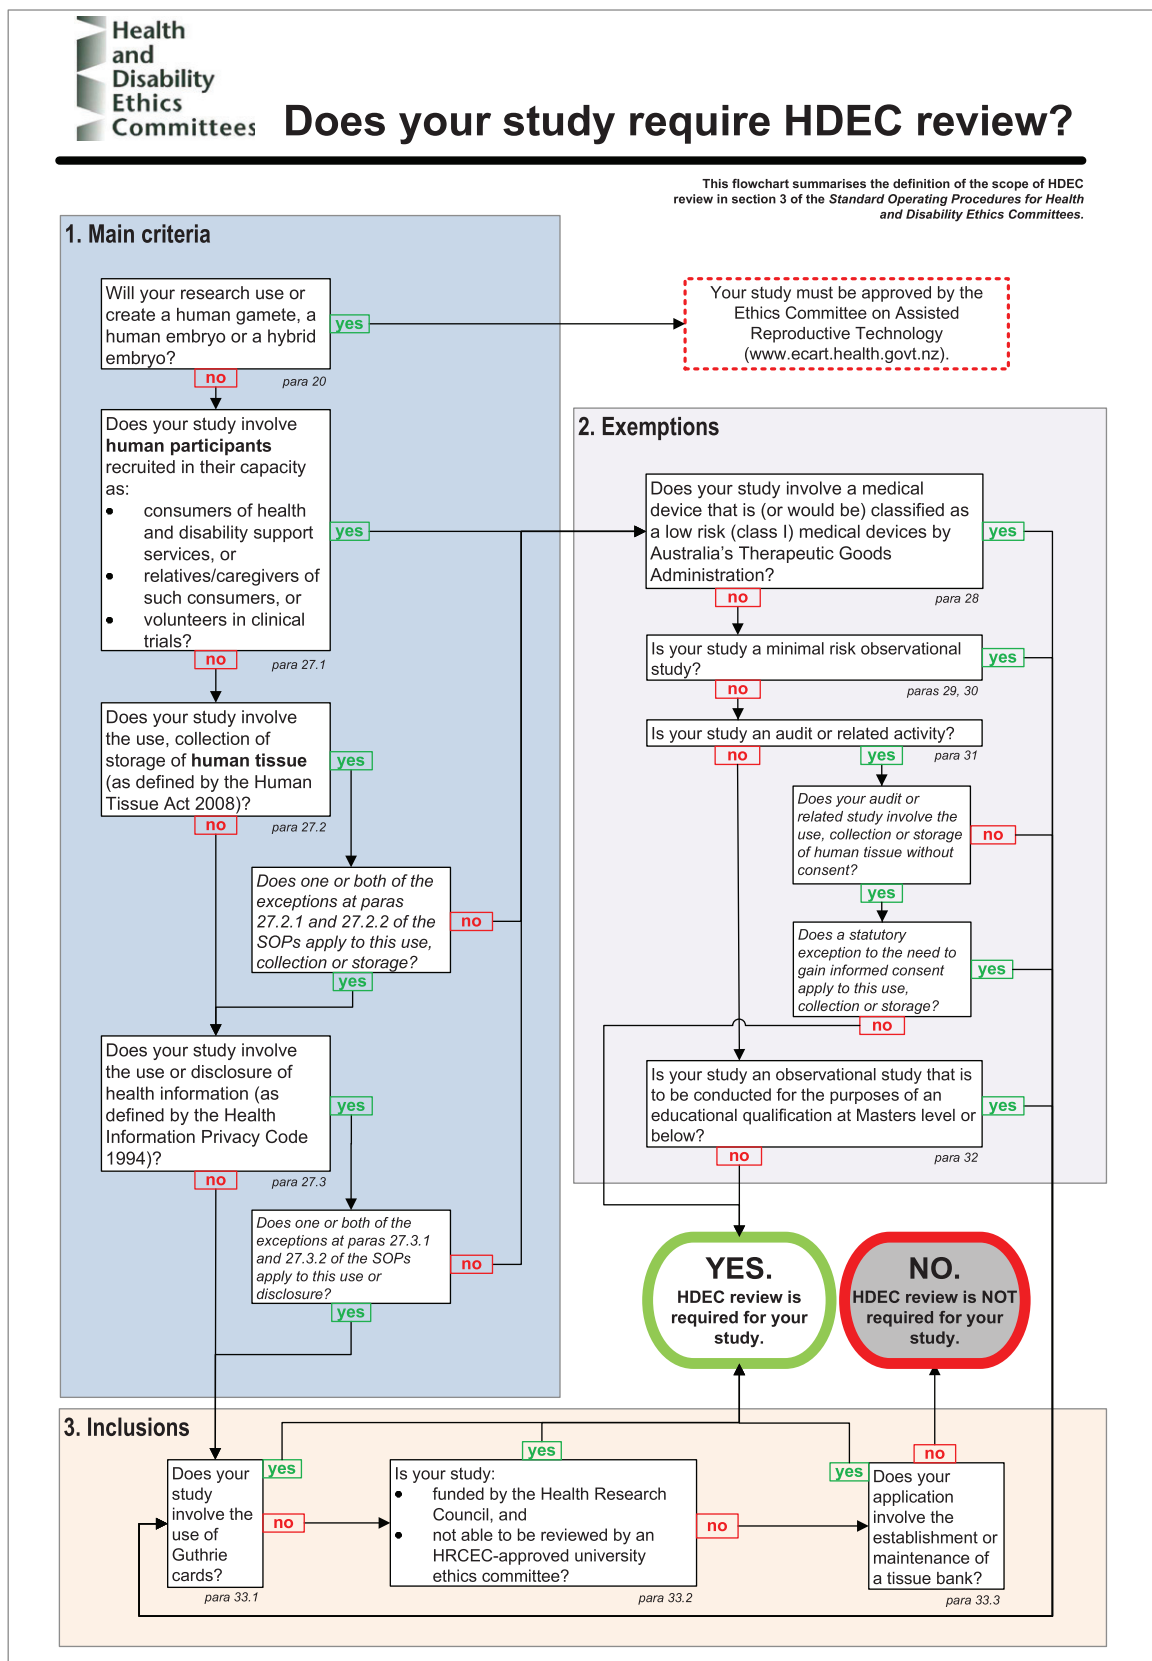 Health
and
Disability
Ethics
Committees
Does your study require HDEC review?
This flowchart summarises the definition of the scope of HDEC
review in section 3 of the Standard Operating Procedures for Health
and Disability Ethics Committees.
1. Main criteria
Will your research use or
create a human gamete, a
human embryo or a hybrid
embryo?
yes
no
para 20
Your study must be approved by the
Ethics Committee on Assisted
Reproductive Technology
(www.ecart.health.govt.nz).
Does your study involve
human participants
recruited in their capacity
as:
• consumers of health
and disability support
services, or
• relatives/caregivers of
such consumers, or
• volunteers in clinical
trials?
yes
no
para 27.1
Does your study involve
the use, collection of
storage of human tissue
(as defined by the Human
Tissue Act 2008)?
yes
no
para 27.2
Does one or both of the
exceptions at paras
27.2.1 and 27.2.2 of the
SOPs apply to this use,
collection or storage?
no
yes
Does your study involve
the use or disclosure of
health information (as
defined by the Health
Information Privacy Code
1994)?
yes
no
para 27.3
Does one or both of the
exceptions at paras 27.3.1
and 27.3.2 of the SOPs
apply to this use or
disclosure?
no
yes
2. Exemptions
Does your study involve a medical
device that is (or would be) classified as
a low risk (class I) medical devices by
Australia's Therapeutic Goods
Administration?
yes
no
para 28
Is your study a minimal risk observational
study?
yes
no
paras 29, 30
Is your study an audit or related activity?
no
yes
para 31
Does your audit or
related study involve the
use, collection or storage
of human tissue without
consent?
no
yes
Does a statutory
exception to the need to
gain informed consent
apply to this use,
collection or storage?
yes
no
Is your study an observational study that is
to be conducted for the purposes of an
educational qualification at Masters level or
below?
yes
no
para 32
YES.
HDEC review is
required for your
study.
NO.
HDEC review is NOT
required for your
study.
3. Inclusions
Does your
study
involve the
use of
Guthrie
cards?
yes
no
para 33.1
yes
Is your study:
• funded by the Health Research
Council, and
• not able to be reviewed by an
HRCEC-approved university
ethics committee?
no
para 33.2
no
yes
Does your
application
involve the
establishment or
maintenance of
a tissue bank?
para 33.3